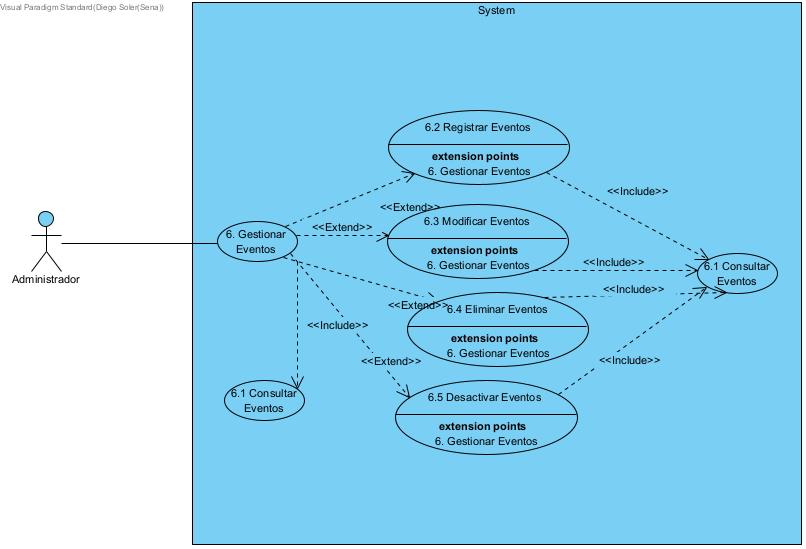 Visual Paradigm Standard(Diego Soler(Sena))
System
6.2 Registrar Eventos
extension points
6. Gestionar Eventos
<<Include>>
<<Extend>>
6.3 Modificar Eventos
extension points
6. Gestionar Eventos
<<Extend>>
6. Gestionar
Eventos
Administrador
<<Include>>
6.1 Consultar
Eventos
<<Include>>
<<Extend>>
6.4 Eliminar Eventos
extension points
6. Gestionar Eventos
<<Include>>
<<Extend>>
<<Include>>
6.1 Consultar
Eventos
6.5 Desactivar Eventos
extension points
6. Gestionar Eventos